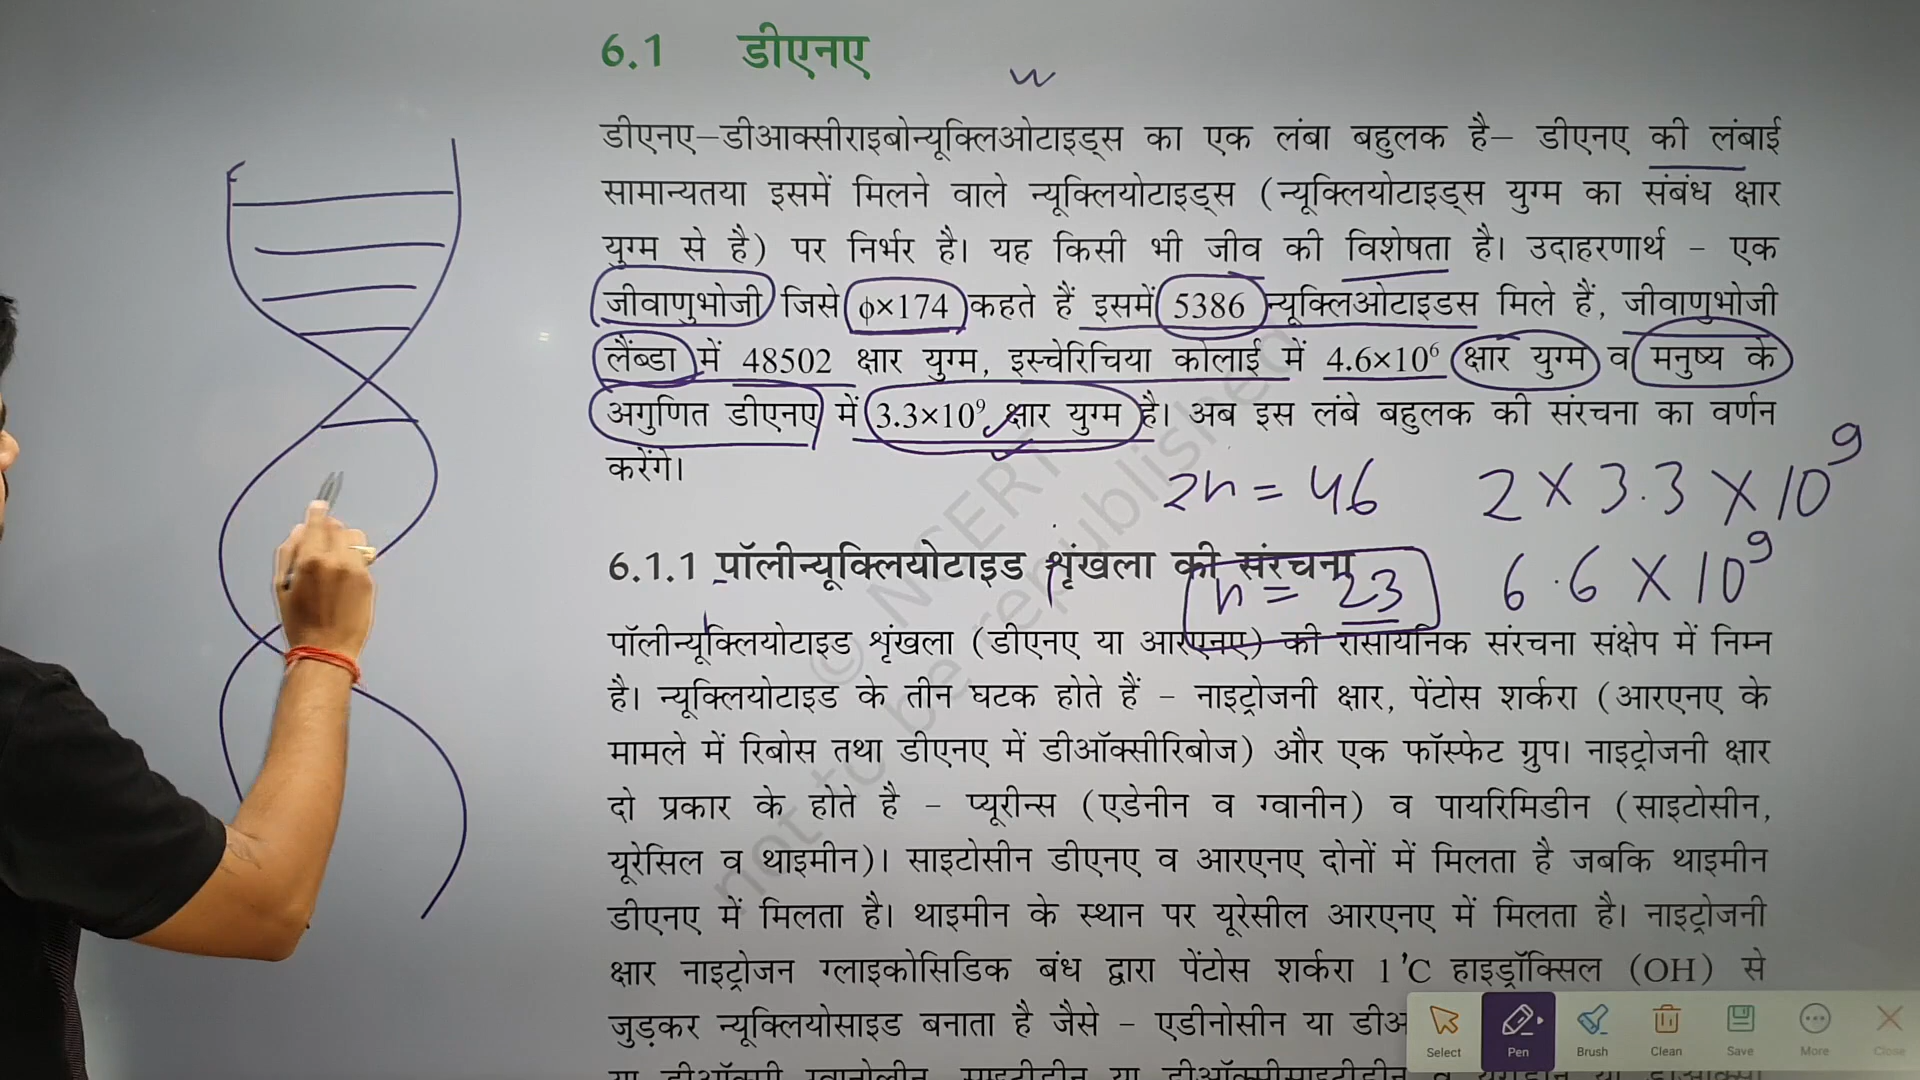 6.1 डीएनए
डीएनए–डीआक्सीराइबोन्यूक्लिओटाइड्स का एक लंबा बहुलक है– डीएनए की लंबाई
सामान्यतया इसमें मिलने वाले न्यूक्लियोटाइड्स (न्यूक्लियोटाइड्स युग्म का संबंध क्षार
युग्म से है) पर निर्भर है। यह किसी भी जीव की विशेषता है। उदाहरणार्थ - एक
जीवाणुभोजी जिसे ϕ×174 कहते हैं इसमें 5386 न्यूक्लिओटाइडस मिले हैं, जीवाणुभोजी
लैंब्डा में 48502 क्षार युग्म, इस्चेरिचिया कोलाई में 4.6×10⁶ क्षार युग्म व मनुष्य के
अगुणित डीएनए में 3.3×10⁹ क्षार युग्म है। अब इस लंबे बहुलक की संरचना का वर्णन
करेंगे।
2n = 46 2 × 3.3 × 10⁹
6.1.1 पॉलीन्यूक्लियोटाइड शृंखला की संरचना
n = 23 6.6 × 10⁹
पॉलीन्यूक्लियोटाइड शृंखला (डीएनए या आरएनए) की रासायनिक संरचना संक्षेप में निम्न
है। न्यूक्लियोटाइड के तीन घटक होते हैं - नाइट्रोजनी क्षार, पेंटोस शर्करा (आरएनए के
मामले में रिबोस तथा डीएनए में डीऑक्सीरिबोज) और एक फॉस्फेट ग्रुप। नाइट्रोजनी क्षार
दो प्रकार के होते है - प्यूरीन्स (एडेनीन व ग्वानीन) व पायरिमिडीन (साइटोसीन,
यूरेसिल व थाइमीन)। साइटोसीन डीएनए व आरएनए दोनों में मिलता है जबकि थाइमीन
डीएनए में मिलता है। थाइमीन के स्थान पर यूरेसील आरएनए में मिलता है। नाइट्रोजनी
क्षार नाइट्रोजन ग्लाइकोसिडिक बंध द्वारा पेंटोस शर्करा 1'C हाइड्रॉक्सिल (OH) से
जुड़कर न्यूक्लियोसाइड बनाता है जैसे - एडीनोसीन या
© NCERT
not to be republished
Select Pen Brush Clean Save More Close